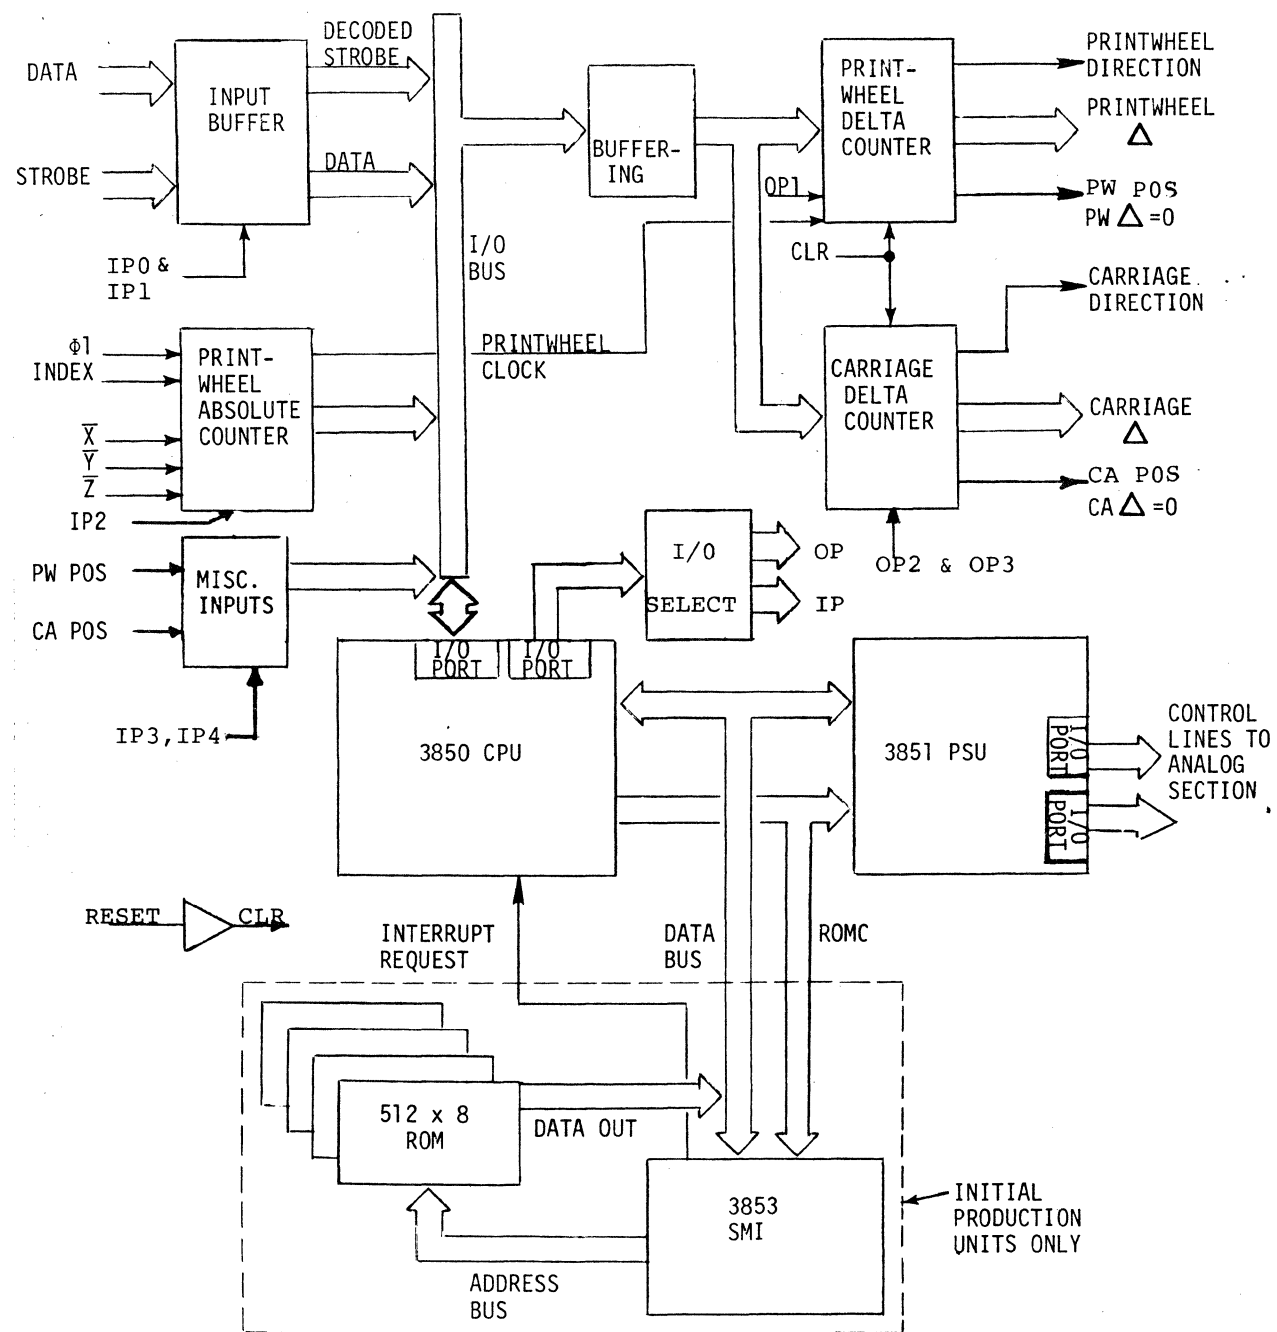 DECODED
STROBE
DATA
INPUT
BUFFER
DATA
STROBE
IP0 &
IP1
I/O
BUS
BUFFER-
ING
PRINT-
WHEEL
DELTA
COUNTER
OP1
CLR
PRINTWHEEL
DIRECTION
PRINTWHEEL
Δ
PW POS
PW Δ =0
CARRIAGE
DIRECTION
Φ1
INDEX
X̅
Y̅
Z̅
PRINT-
WHEEL
ABSOLUTE
COUNTER
IP2
PRINTWHEEL
CLOCK
CARRIAGE
DELTA
COUNTER
CARRIAGE
Δ
CA POS
CA Δ =0
OP2 & OP3
PW POS
CA POS
MISC.
INPUTS
IP3,IP4
I/O
SELECT
OP
IP
I/O
PORT
I/O
PORT
3850 CPU
3851 PSU
I/O
PORT
I/O
PORT
CONTROL
LINES TO
ANALOG
SECTION
RESET
CLR
INTERRUPT
REQUEST
DATA
BUS
ROMC
512 x 8
ROM
DATA OUT
3853
SMI
ADDRESS
BUS
INITIAL
PRODUCTION
UNITS ONLY